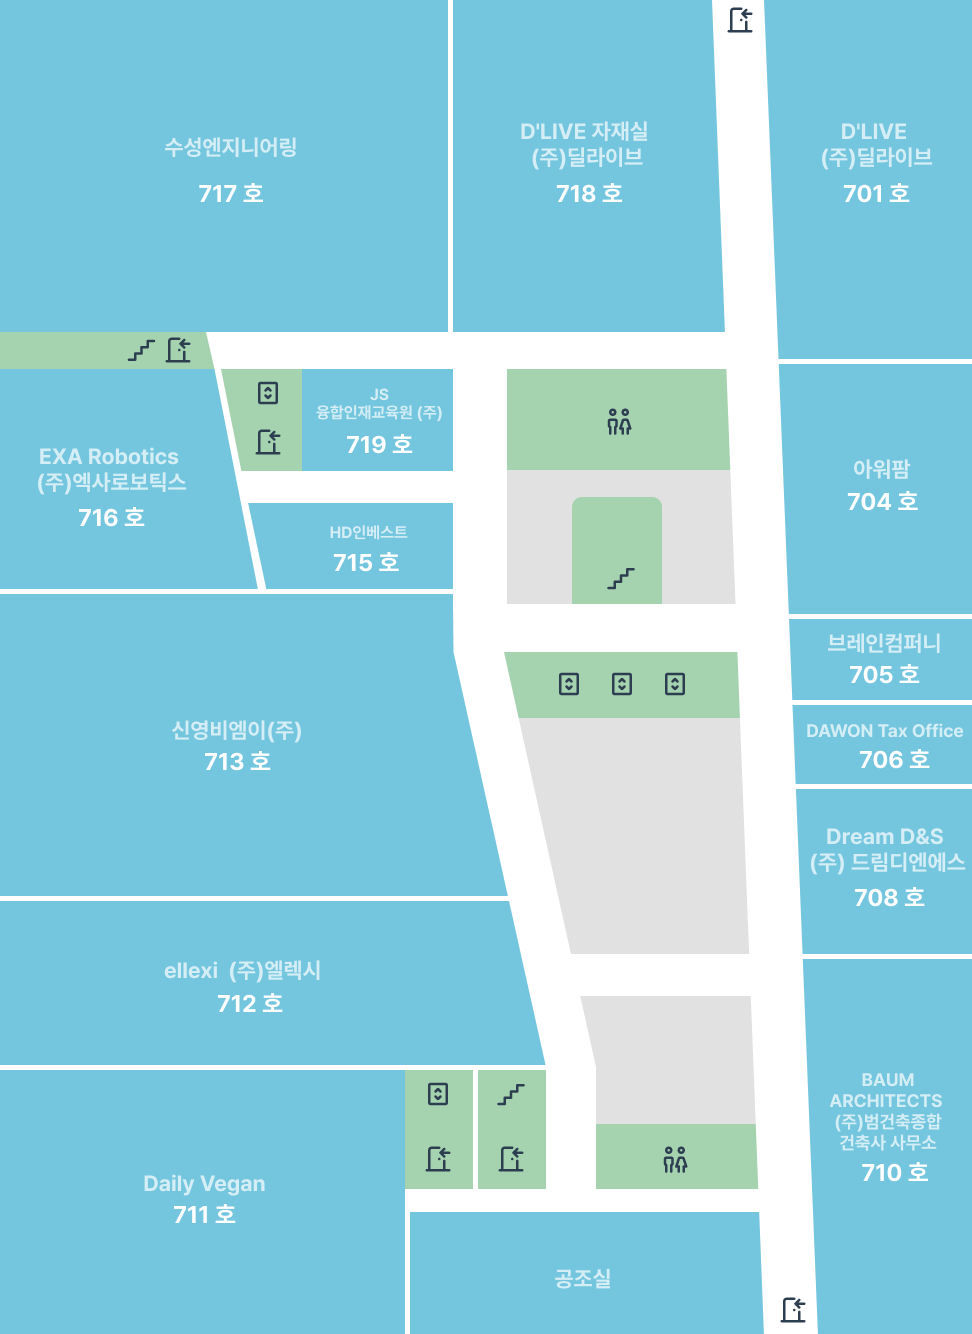 수성엔지니어링
717 호
D'LIVE 자재실
(주)딜라이브
718 호
D'LIVE
(주)딜라이브
701 호
EXA Robotics
(주)엑사로보틱스
716 호
JS
융합인재교육원 (주)
719 호
HD인베스트
715 호
아워팜
704 호
브레인컴퍼니
705 호
신영비엠이(주)
713 호
DAWON Tax Office
706 호
Dream D&S
(주) 드림디엔에스
708 호
ellexi (주)엘렉시
712 호
BAUM
ARCHITECTS
(주)범건축종합
건축사 사무소
710 호
Daily Vegan
711 호
공조실